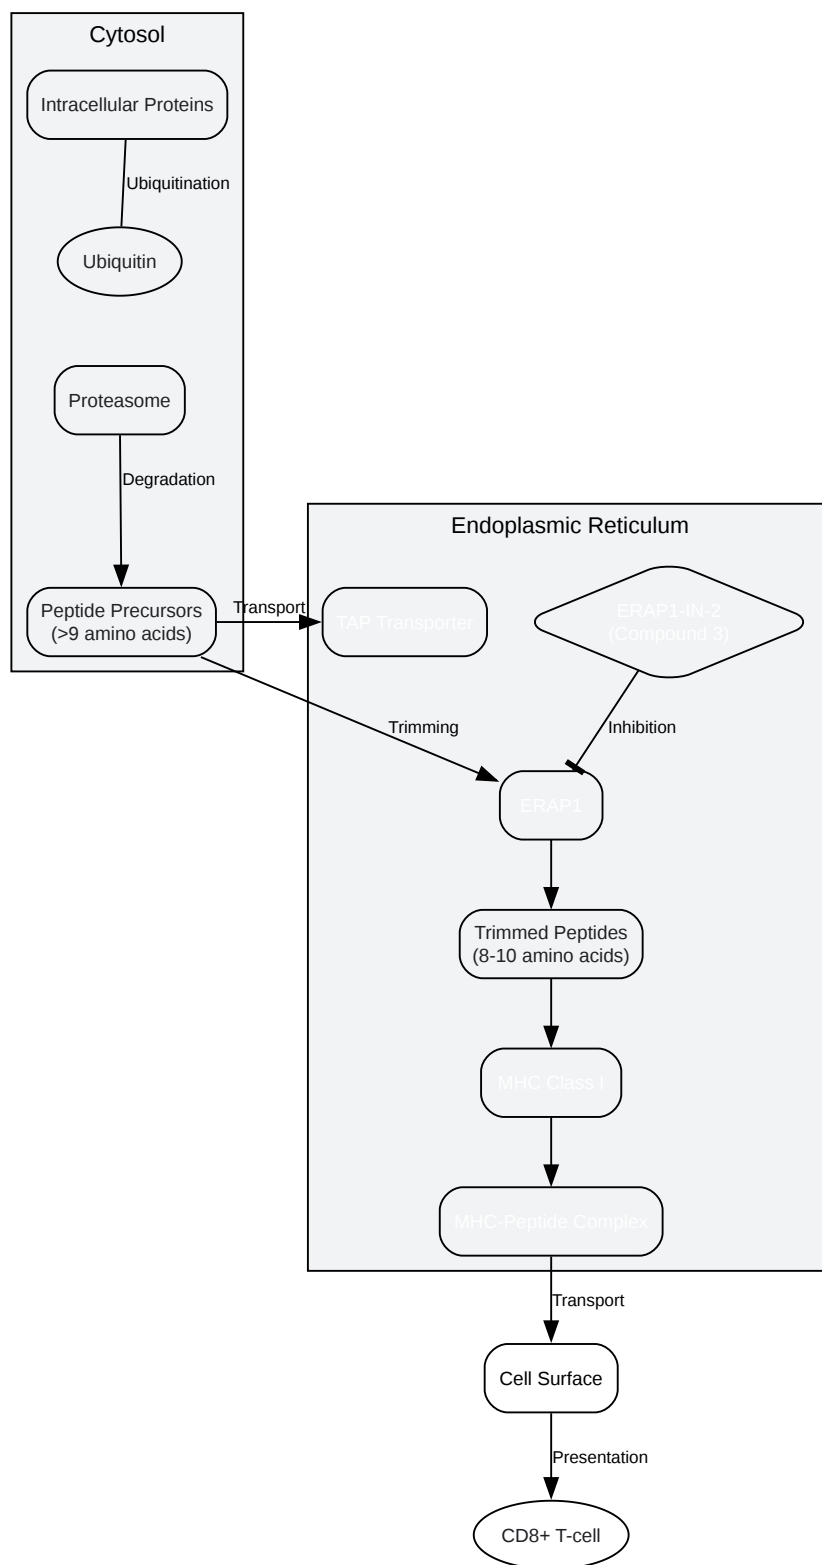 Cytosol
Intracellular Proteins
Ubiquitination
Ubiquitin
Proteasome
Degradation
Peptide Precursors
(>9 amino acids)
Transport
Endoplasmic Reticulum
TAP Transporter
ERAP1-IN-2
(Compound 3)
Trimming
Inhibition
ERAP1
Trimmed Peptides
(8-10 amino acids)
MHC Class I
MHC-Peptide Complex
Transport
Cell Surface
Presentation
CD8+ T-cell